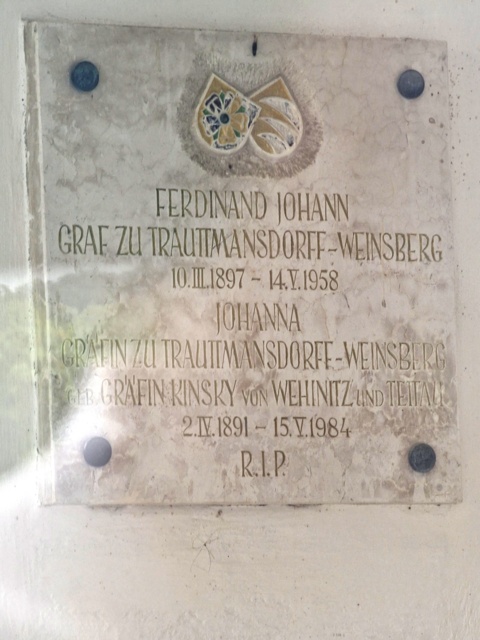 FERDINAND JOHANN
GRAF ZU TRAUTTMANSDORFF-WEINSBERG
10.III.1897 - 14.V.1958
JOHANNA
GRÄFIN ZU TRAUTTMANSDORFF-WEINSBERG
GEB. GRÄFIN KINSKY VON WEHINITZ UND TETTAU
2.IV.1891 - 15.V.1984
R.I.P.